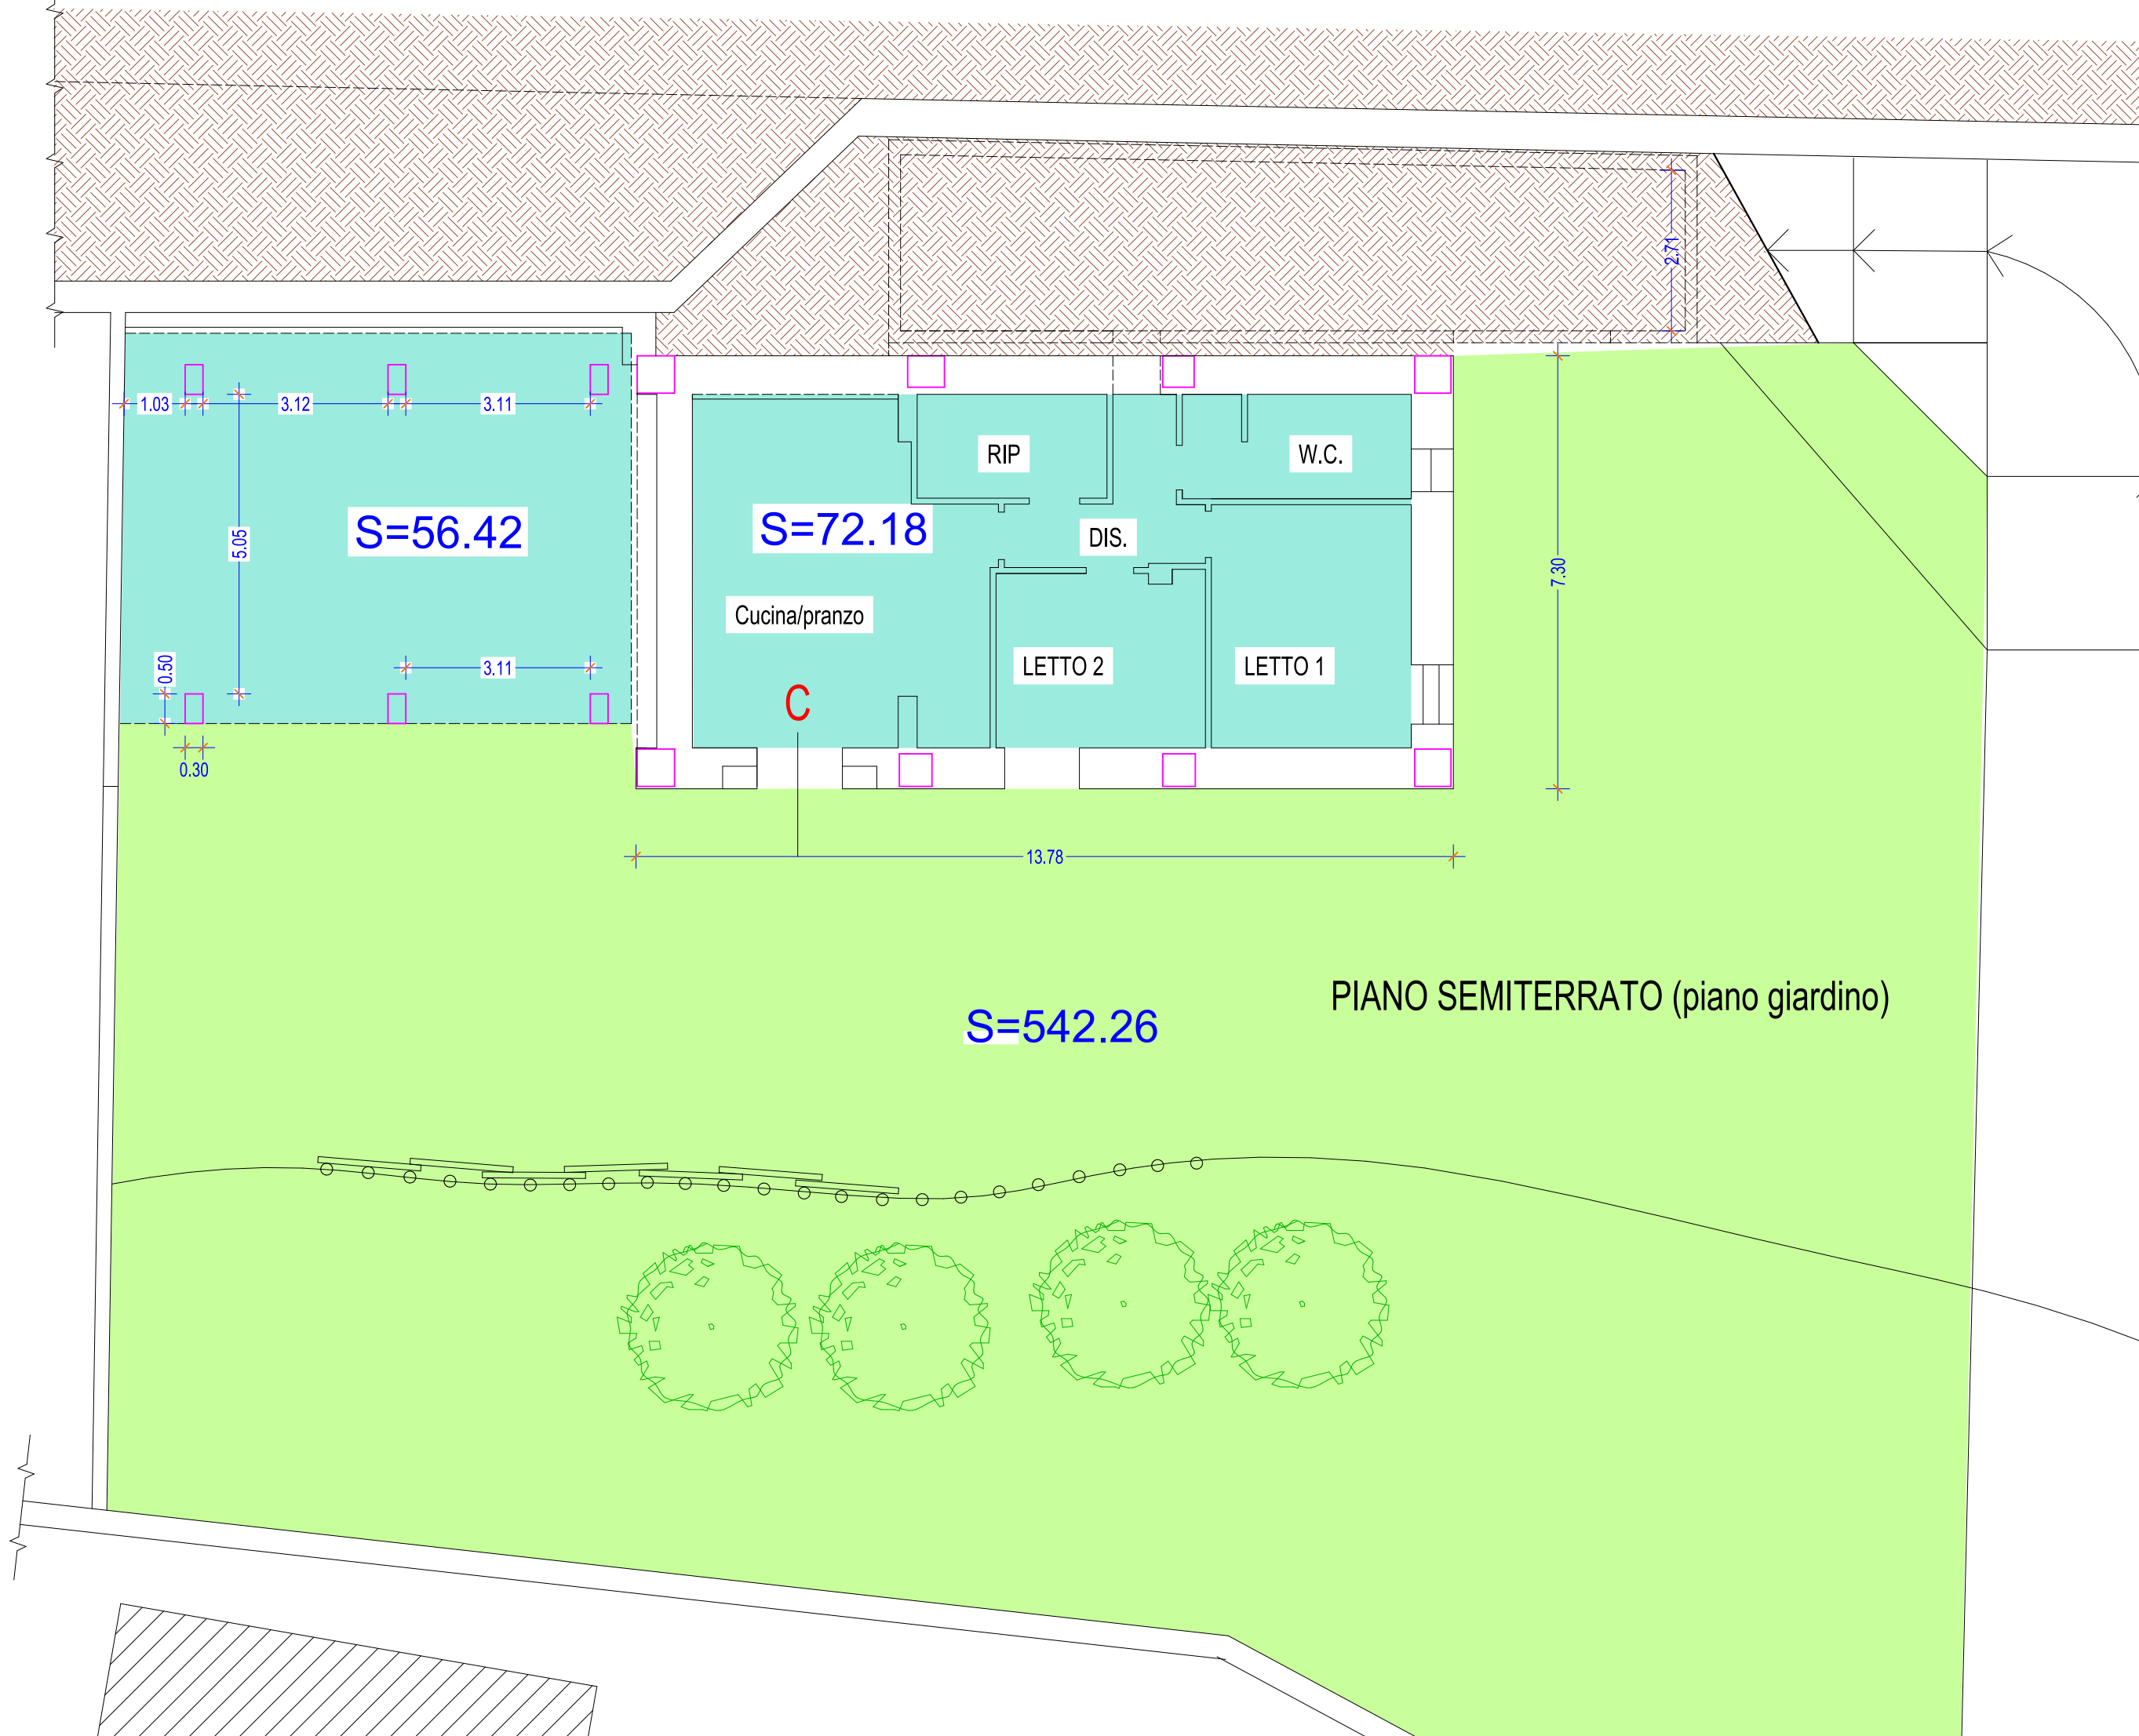 2.71
1.03
3.12
3.11
RIP
W.C.
S=56.42
S=72.18
DIS.
5.05
7.30
Cucina/pranzo
0.50
3.11
LETTO 2
LETTO 1
C
0.30
13.78
PIANO SEMITERRATO (piano giardino)
S=542.26